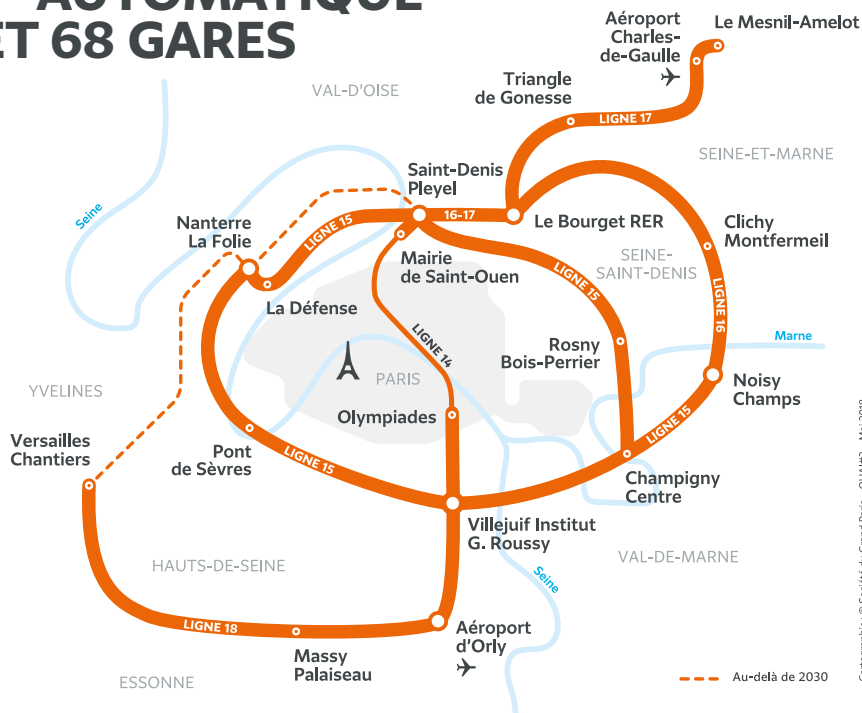 AUTOMATIQUE
ET 68 GARES
Aéroport
Charles-
de-Gaulle
Le Mesnil-Amelot
VAL-D'OISE
Triangle
de Gonesse
LIGNE 17
SEINE-ET-MARNE
Saint-Denis
Pleyel
Seine
Nanterre
La Folie
LIGNE 15
16-17
Le Bourget RER
Clichy
Montfermeil
Mairie
de Saint-Ouen
SEINE-
SAINT-DENIS
LIGNE 15
LIGNE 16
La Défense
LIGNE 14
Rosny
Bois-Perrier
Marne
YVELINES
PARIS
Noisy
Champs
Olympiades
LIGNE 15
Versailles
Chantiers
Pont
de Sèvres
LIGNE 15
Champigny
Centre
Villejuif Institut
G. Roussy
HAUTS-DE-SEINE
VAL-DE-MARNE
Seine
LIGNE 18
Aéroport
d'Orly
Massy
Palaiseau
ESSONNE
Au-delà de 2030
Société du Grand Paris